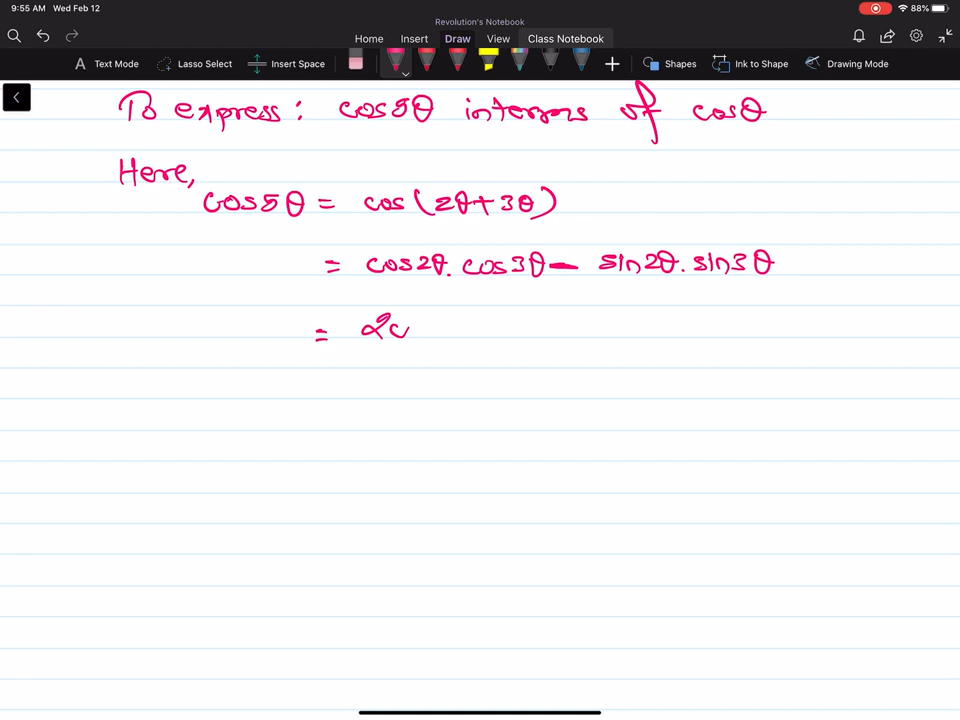 9:55 AM Wed Feb 12
88%
Revolution's Notebook
Home Insert Draw View Class Notebook
Text Mode Lasso Select Insert Space Shapes Ink to Shape Drawing Mode
To express: cos5θ interms of cosθ
Here,
cos5θ = cos(2θ+3θ)
= cos2θ. cos3θ - sin2θ. sin3θ
= 2c